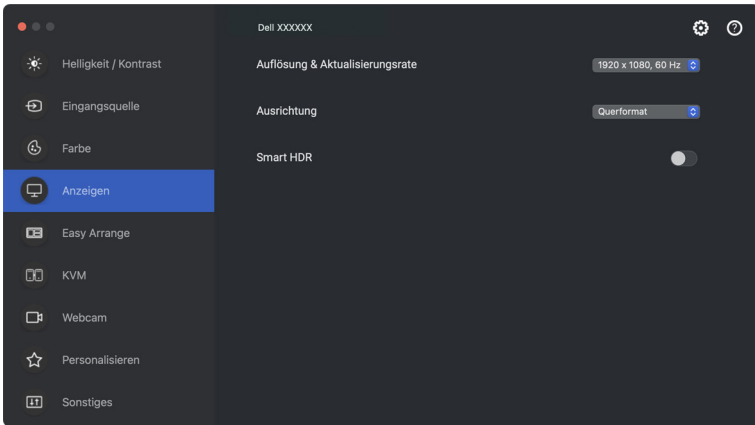 Dell XXXXXX
Helligkeit / Kontrast
Auflösung & Aktualisierungsrate
1920 x 1080, 60 Hz
Eingangsquelle
Ausrichtung
Querformat
Farbe
Smart HDR
Anzeigen
Easy Arrange
KVM
Webcam
Personalisieren
Sonstiges